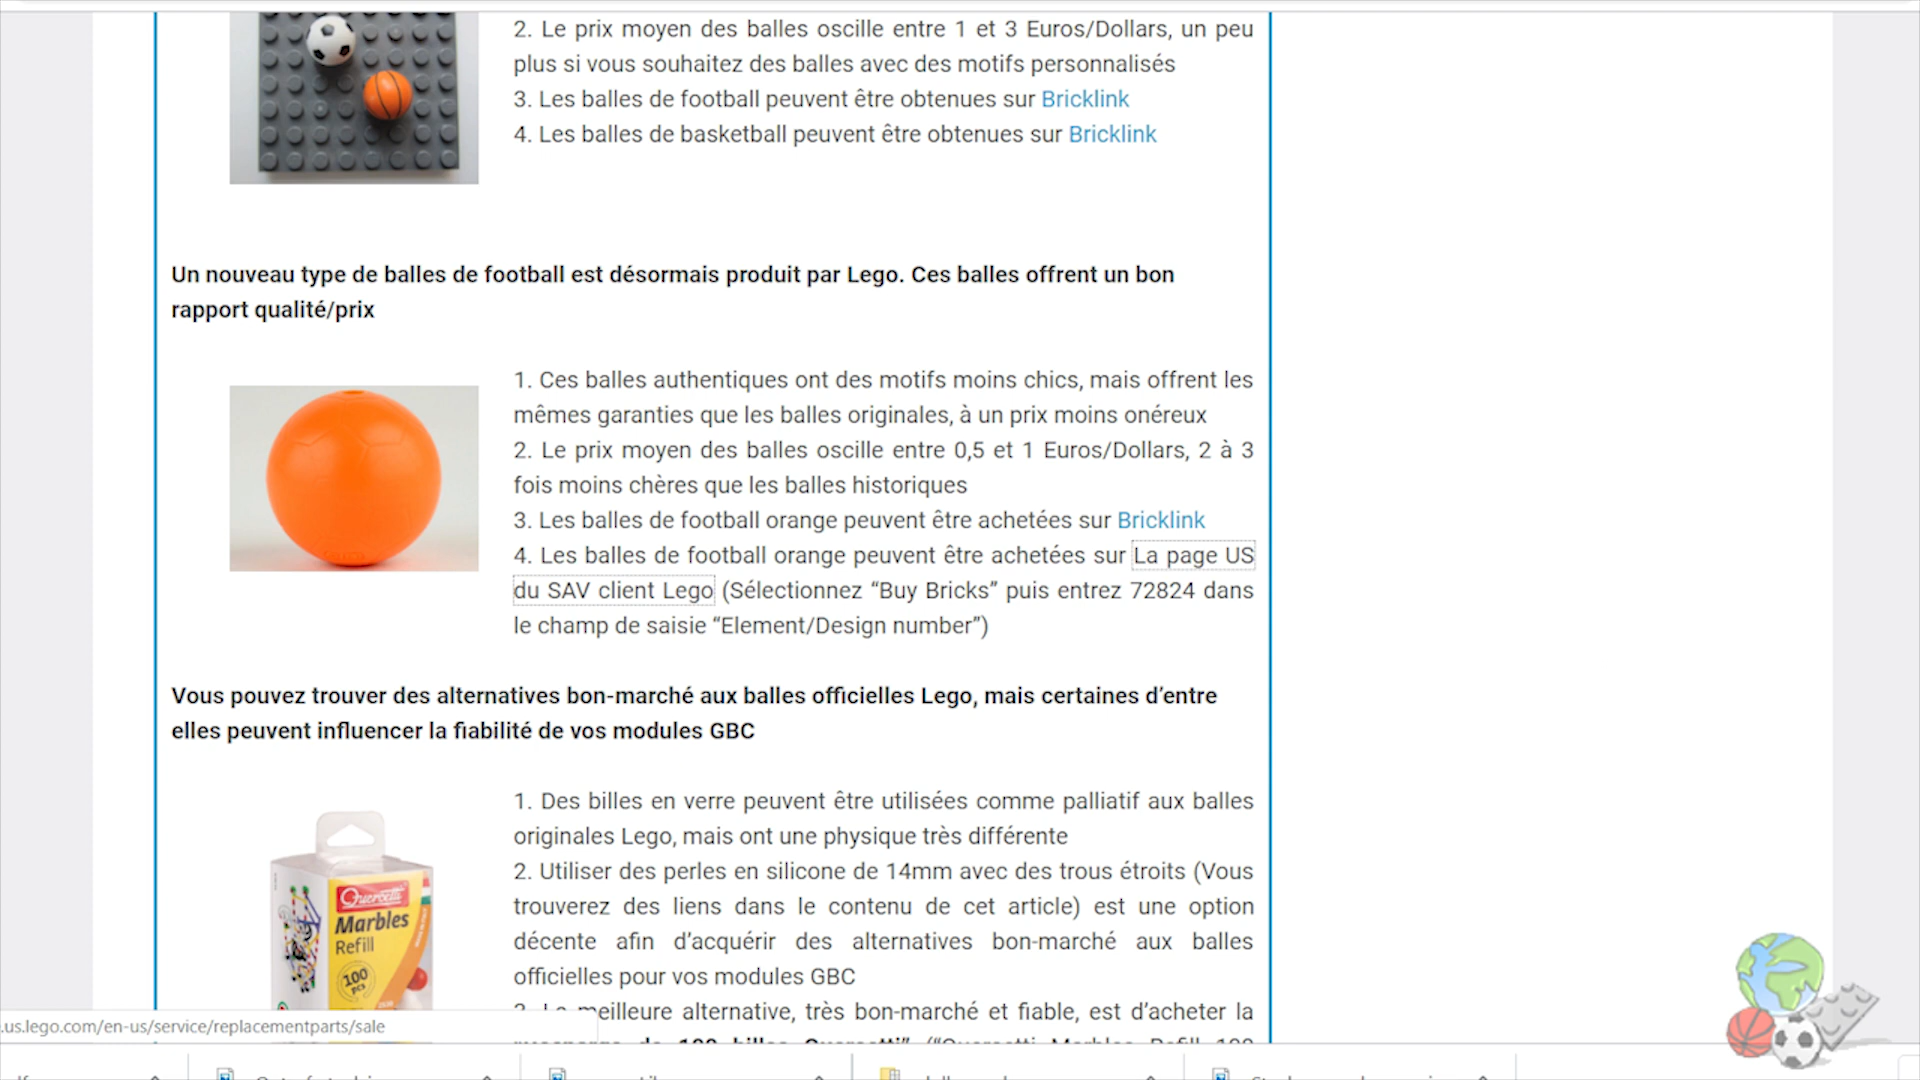 2. Le prix moyen des balles oscille entre 1 et 3 Euros/Dollars, un peu
plus si vous souhaitez des balles avec des motifs personnalisés
3. Les balles de football peuvent être obtenues sur Bricklink
4. Les balles de basketball peuvent être obtenues sur Bricklink
Un nouveau type de balles de football est désormais produit par Lego. Ces balles offrent un bon
rapport qualité/prix
1. Ces balles authentiques ont des motifs moins chics, mais offrent les
mêmes garanties que les balles originales, à un prix moins onéreux
2. Le prix moyen des balles oscille entre 0,5 et 1 Euros/Dollars, 2 à 3
fois moins chères que les balles historiques
3. Les balles de football orange peuvent être achetées sur Bricklink
4. Les balles de football orange peuvent être achetées sur La page US
du SAV client Lego (Sélectionnez “Buy Bricks” puis entrez 72824 dans
le champ de saisie “Element/Design number”)
Vous pouvez trouver des alternatives bon-marché aux balles officielles Lego, mais certaines d’entre
elles peuvent influencer la fiabilité de vos modules GBC
1. Des billes en verre peuvent être utilisées comme palliatif aux balles
originales Lego, mais ont une physique très différente
2. Utiliser des perles en silicone de 14mm avec des trous étroits (Vous
trouverez des liens dans le contenu de cet article) est une option
décente afin d’acquérir des alternatives bon-marché aux balles
officielles pour vos modules GBC
meilleure alternative, très bon-marché et fiable, est d’acheter la
Quercetti
Marbles
Refill
100
pcs
.us.lego.com/en-us/service/replacementparts/sale